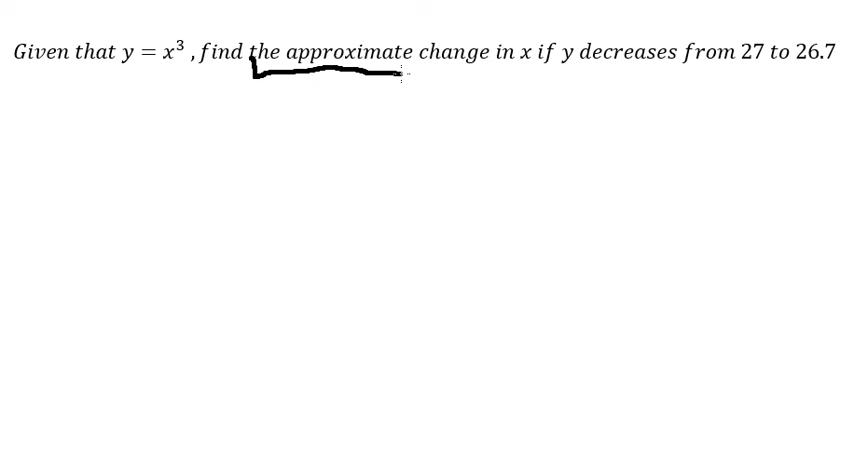 Given that y = x³ , find the approximate change in x if y decreases from 27 to 26.7